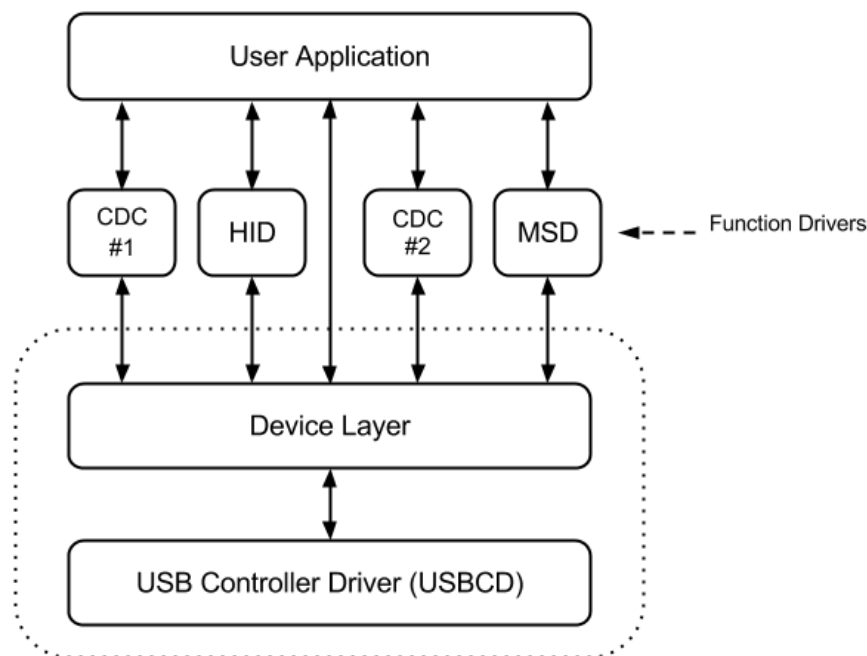 User Application
CDC
#1
HID
CDC
#2
MSD
Function Drivers
Device Layer
USB Controller Driver (USBCD)